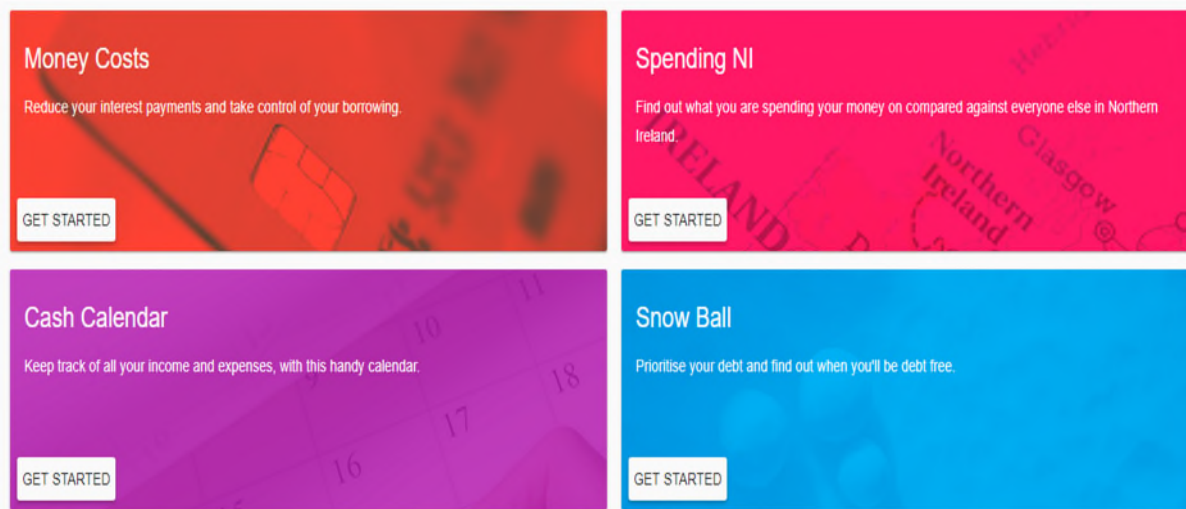 Money Costs
Reduce your interest payments and take control of your borrowing.
GET STARTED
Spending NI
Find out what you are spending your money on compared against everyone else in Northern
Ireland.
IRELAND
Northern
Ireland
Glasgow
GET STARTED
Cash Calendar
Keep track of all your income and expenses, with this handy calendar.
9
10
11
16
17
18
GET STARTED
Snow Ball
Prioritise your debt and find out when you'll be debt free.
GET STARTED